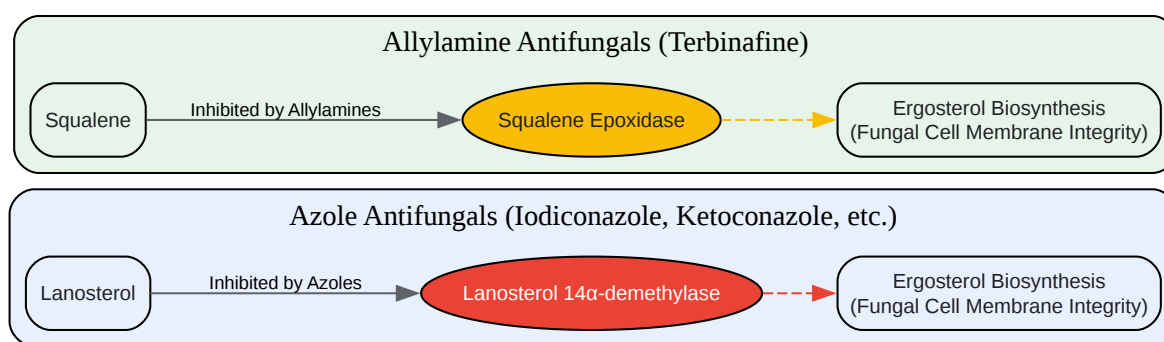 Allylamine Antifungals (Terbinafine)
Squalene
Inhibited by Allylamines
Squalene Epoxidase
Ergosterol Biosynthesis
(Fungal Cell Membrane Integrity)
Azole Antifungals (Iodiconazole, Ketoconazole, etc.)
Lanosterol
Inhibited by Azoles
Lanosterol 14α-demethylase
Ergosterol Biosynthesis
(Fungal Cell Membrane Integrity)